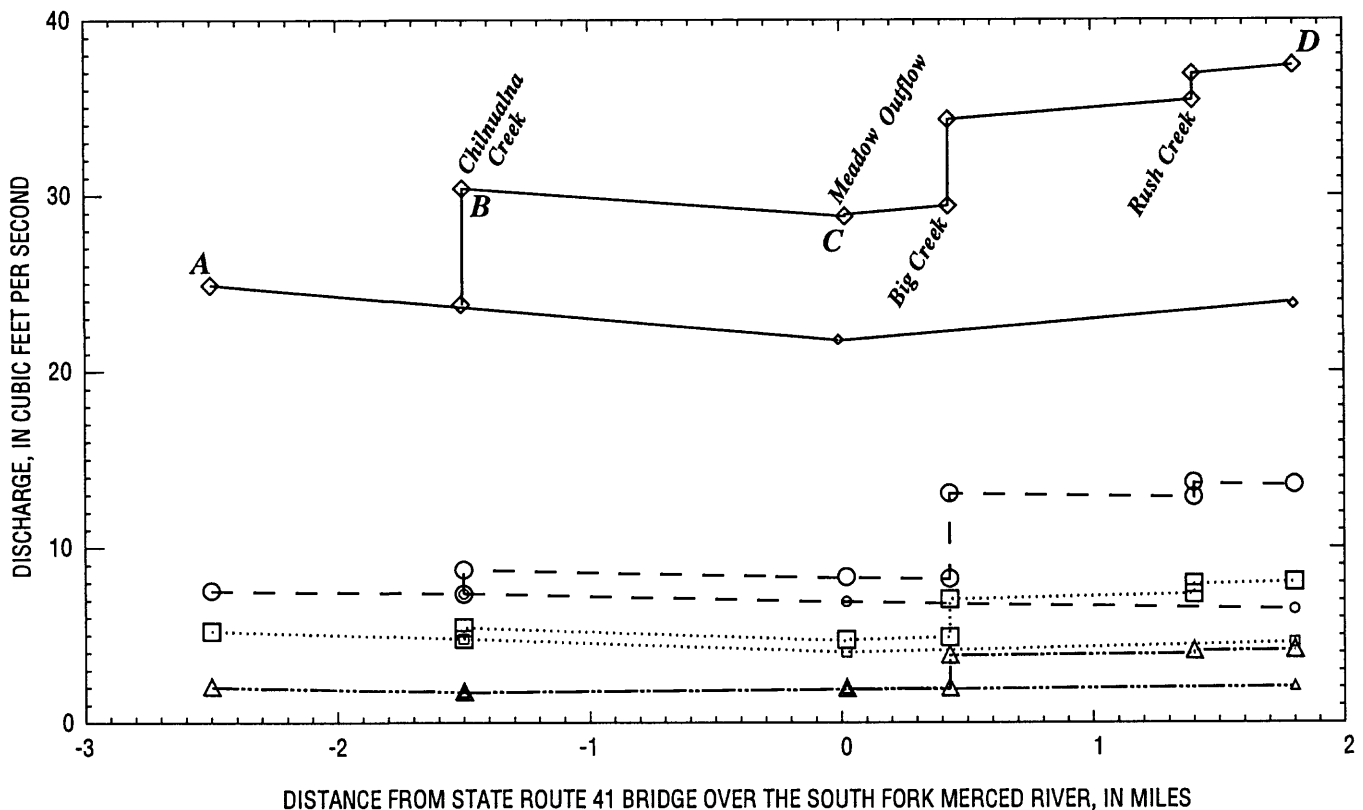 40
30
20
10
0
DISCHARGE, IN CUBIC FEET PER SECOND
A
Chilnualna
Creek
B
Meadow Outflow
C
Big Creek
Rush Creek
D
-3
-2
-1
0
1
2
DISTANCE FROM STATE ROUTE 41 BRIDGE OVER THE SOUTH FORK MERCED RIVER, IN MILES